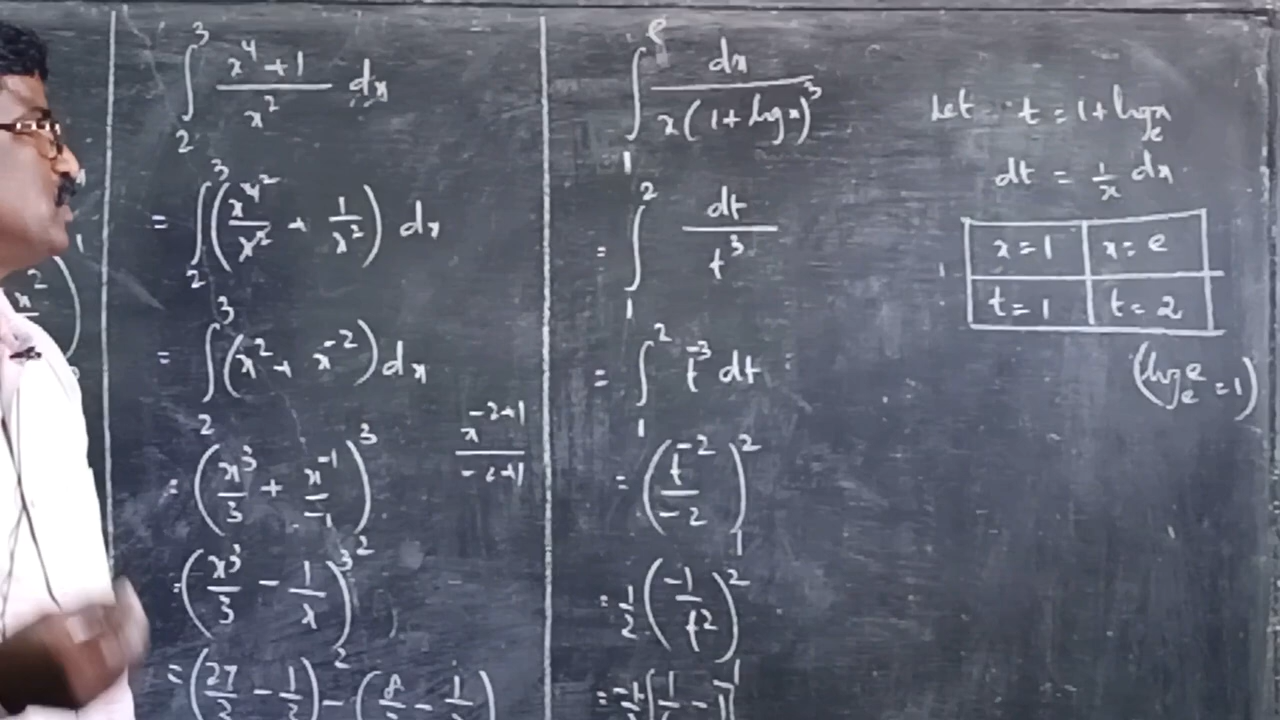 ∫₂³ (x⁴+1)/x² dx
= ∫₂³ (x⁴/x² + 1/x²) dx
= ∫₂³ (x² + x⁻²) dx
= (x³/3 + x⁻¹/-1)₂³
x⁻²⁺¹/-2+1
= (x³/3 - 1/x)₂³
= (27/3 - 1/3) - (8/
∫₁ᵉ dx/x(1+log x)³
= ∫₁² dt/t³
= ∫₁² t⁻³ dt
= (t⁻²/-2)₁²
= 1/2 (-1/t²)₁²
Let t = 1+logₑx
dt = 1/x dx
x=1 x=e
t=1 t=2
(logₑe =1)